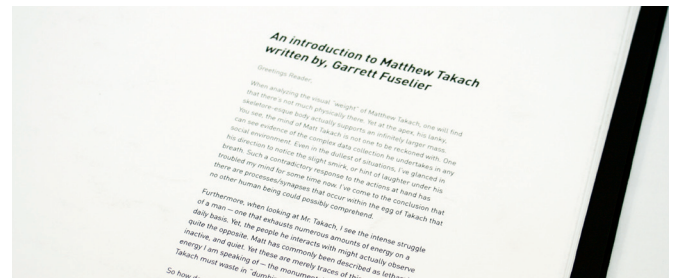 An introduction to Matthew Takach
written by, Garrett Fuselier
Greetings Reader,
When analyzing the visual "weight" of Matthew Takach, one will find
that there's not much physically there. Yet at the apex, his lanky,
skeletore-esque body actually supports an infinitely larger mass.
You see, the mind of Matt Takach is not one to be reckoned with. One
can see evidence of the complex data collection he undertakes in any
social environment. Even in the dullest of situations, I've glanced in
his direction to notice the slight smurk, or hint of laughter under his
breath. Such a contradictory response to the actions at hand has
troubled my mind for some time now. I've come to the conclusion that
there are processes/synapses that occur within the egg of Takach that
no other human being could possibly comprehend.
Furthermore, when looking at Mr. Takach, I see the intense struggle
of a man – one that exhausts numerous amounts of energy on a
daily basis. Yet, the people he interacts with might actually observe
quite the opposite. Matt has commonly been described as
inactive, and quiet. Yet these are merely traces of
energy I am speaking of – the
Takach must waste in
So how